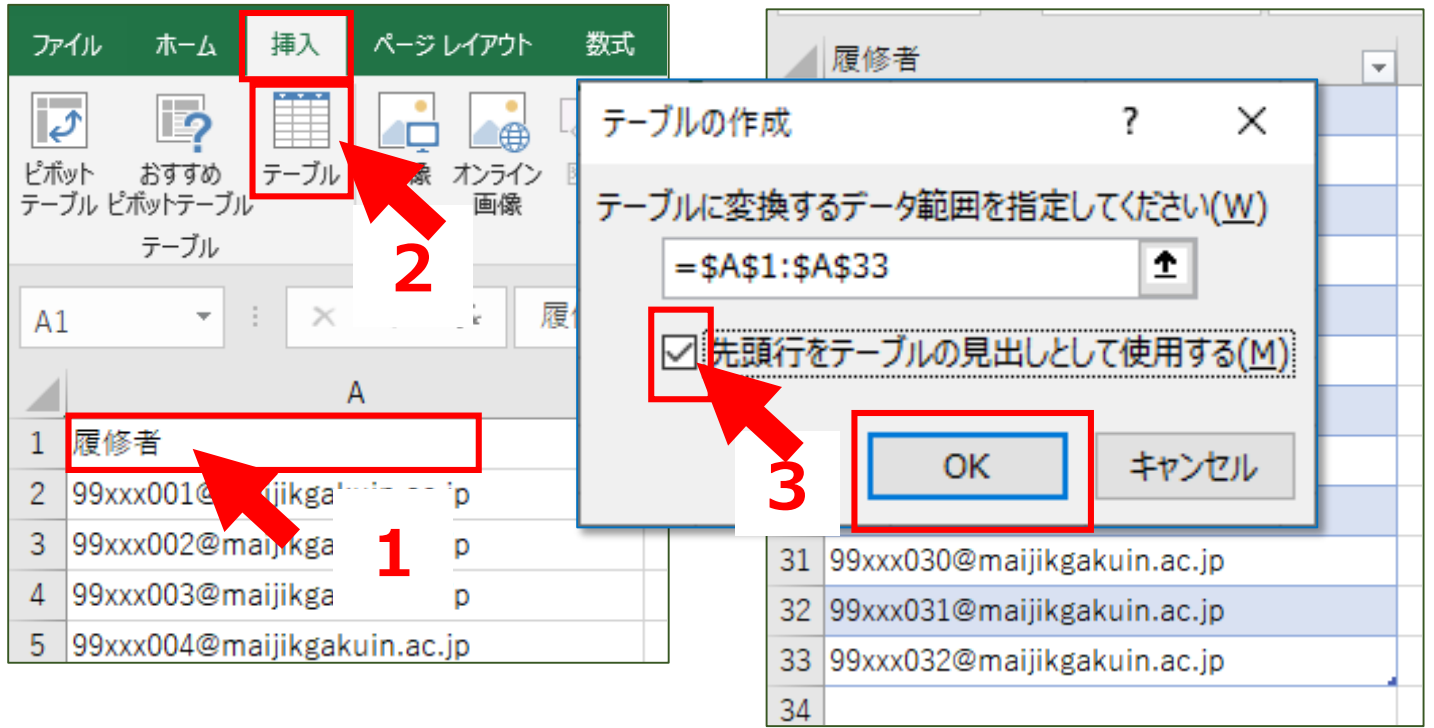 ファイル ホーム 挿入 ページ レイアウト 数式
ピボット
テーブル
おすすめ
ピボットテーブル
テーブル
オンライン
画像
テーブル
2
A1
A
1 履修者
2 99xxx001@
3 99xxx002@maijikga
4 99xxx003@maijikga
5 99xxx004@maijikgakuin.ac.jp
1
履修者
テーブルの作成 ? ×
テーブルに変換するデータ範囲を指定してください(W)
=$A$1:$A$33
先頭行をテーブルの見出しとして使用する(M)
3
OK キャンセル
31 99xxx030@maijikgakuin.ac.jp
32 99xxx031@maijikgakuin.ac.jp
33 99xxx032@maijikgakuin.ac.jp
34